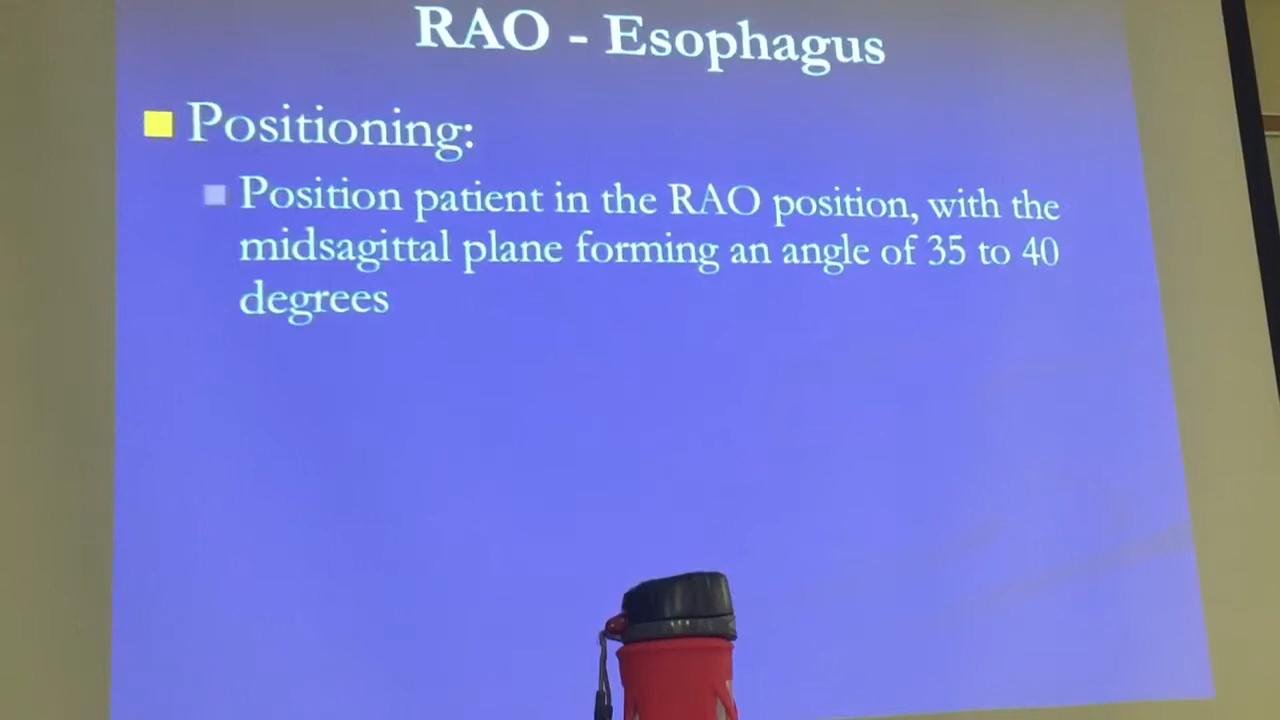 RAO - Esophagus
Positioning:
Position patient in the RAO position, with the
midsagittal plane forming an angle of 35 to 40
degrees